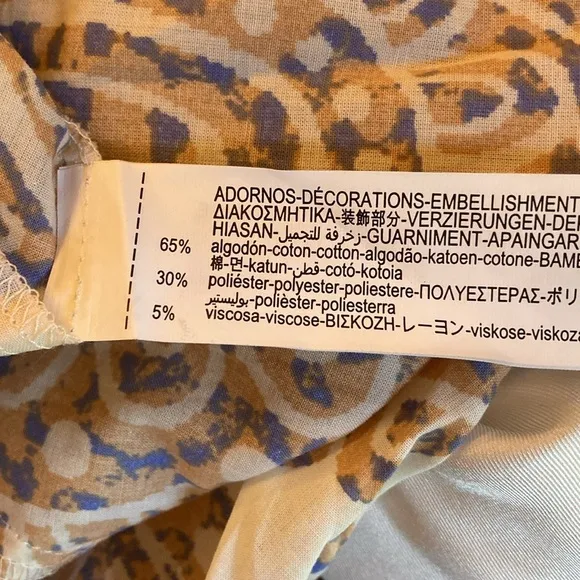 ADORNOS-DÉCORATIONS-EMBELLISHMENT
ΔΙΑΚΟΣΜΗΤΙΚΑ-装飾部分-VERZIERUNGEN-DE
HIASAN-زخرفة للتجميل-GUARNIMENT-APAINGAR
65% algodón-coton-cotton-algodão-katoen-cotone-BAMB
棉-면-katun-قطن-cotó-kotoia
30% poliéster-polyester-poliestere-ΠΟΛΥΕΣΤΕΡΑΣ-ポリ
بوليستير-polièster-poliesterra
5% viscosa-viscose-ΒΙΣΚΟΖΗ-レーヨン-viskose-viskoza